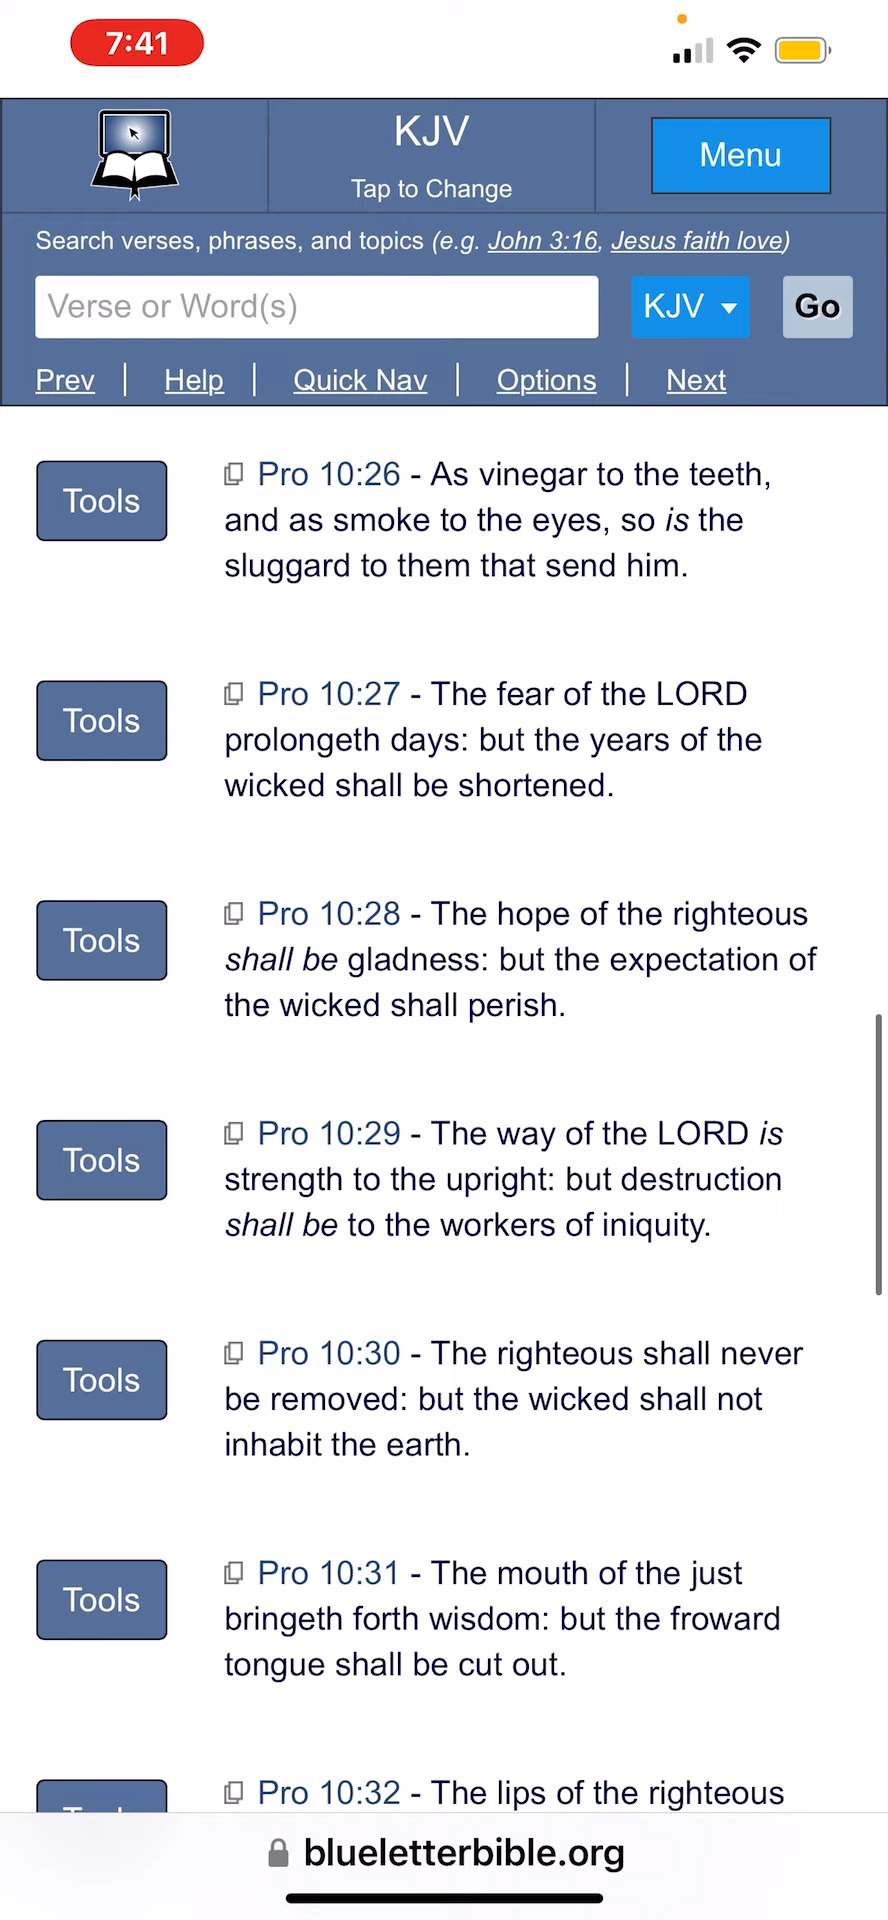 7:41
KJV
Tap to Change
Menu
Search verses, phrases, and topics (e.g. John 3:16, Jesus faith love)
Verse or Word(s)
KJV
Go
Prev | Help | Quick Nav | Options | Next
Tools
Pro 10:26 - As vinegar to the teeth,
and as smoke to the eyes, so is the
sluggard to them that send him.
Tools
Pro 10:27 - The fear of the LORD
prolongeth days: but the years of the
wicked shall be shortened.
Tools
Pro 10:28 - The hope of the righteous
shall be gladness: but the expectation of
the wicked shall perish.
Tools
Pro 10:29 - The way of the LORD is
strength to the upright: but destruction
shall be to the workers of iniquity.
Tools
Pro 10:30 - The righteous shall never
be removed: but the wicked shall not
inhabit the earth.
Tools
Pro 10:31 - The mouth of the just
bringeth forth wisdom: but the froward
tongue shall be cut out.
Pro 10:32 - The lips of the righteous
blueletterbible.org